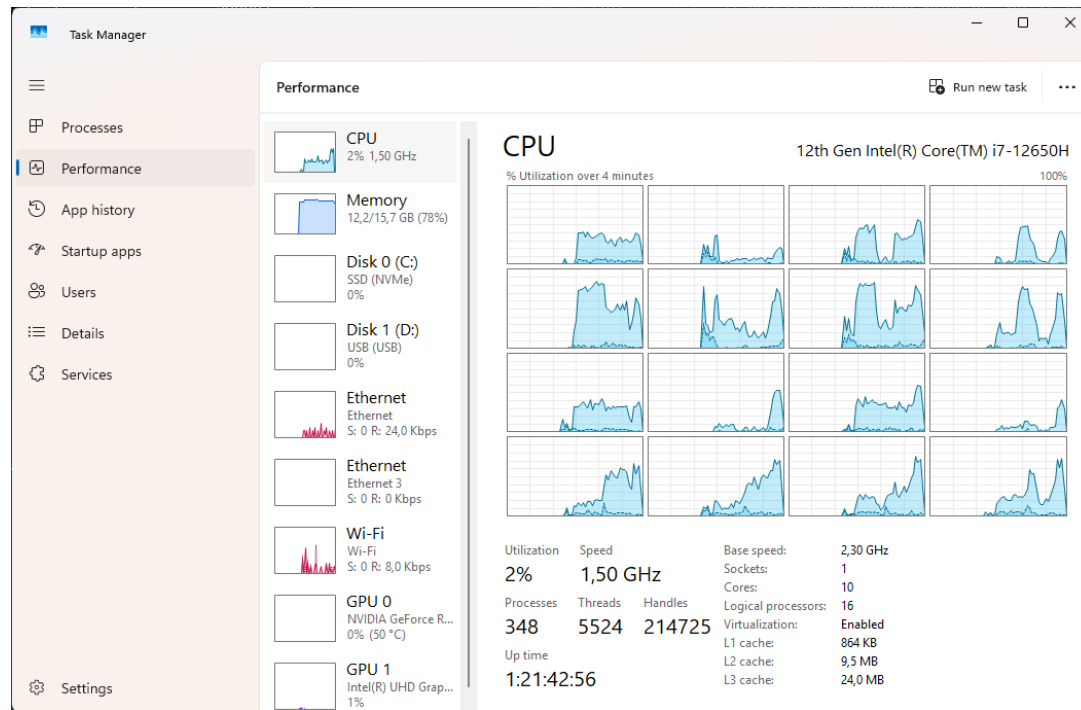 Task Manager
Performance
Run new task
Processes
Performance
App history
Startup apps
Users
Details
Services
Settings
CPU
2% 1,50 GHz
Memory
12,2/15,7 GB (78%)
Disk 0 (C:)
SSD (NVMe)
0%
Disk 1 (D:)
USB (USB)
0%
Ethernet
Ethernet
S: 0 R: 24,0 Kbps
Ethernet
Ethernet 3
S: 0 R: 0 Kbps
Wi-Fi
Wi-Fi
S: 0 R: 8,0 Kbps
GPU 0
NVIDIA GeForce R...
0% (50 °C)
GPU 1
Intel(R) UHD Grap...
1%
CPU
12th Gen Intel(R) Core(TM) i7-12650H
% Utilization over 4 minutes
100%
Utilization Speed
2% 1,50 GHz
Processes Threads Handles
348 5524 214725
Up time
1:21:42:56
Base speed: 2,30 GHz
Sockets: 1
Cores: 10
Logical processors: 16
Virtualization: Enabled
L1 cache: 864 KB
L2 cache: 9,5 MB
L3 cache: 24,0 MB